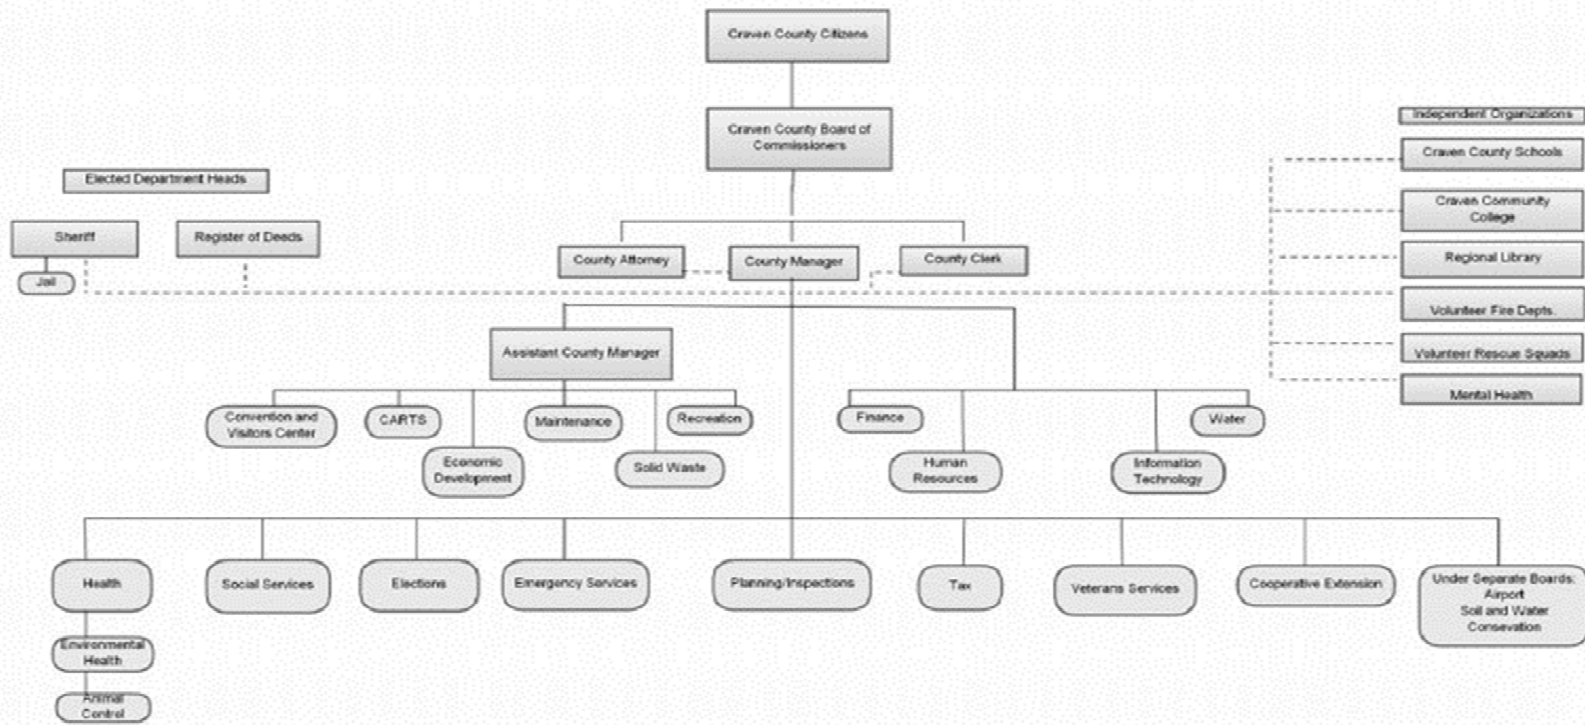 Craven County Citizens
Craven County Board of
Commissioners
Independent Organizations
Craven County Schools
Elected Department Heads
Craven Community
College
Sheriff
Register of Deeds
County Attorney
County Manager
County Clerk
Regional Library
Jail
Volunteer Fire Depts.
Assistant County Manager
Volunteer Rescue Squads
Mental Health
Convention and
Visitors Center
CARTS
Maintenance
Recreation
Finance
Water
Economic
Development
Solid Waste
Human
Resources
Information
Technology
Health
Social Services
Elections
Emergency Services
Planning/Inspections
Tax
Veterans Services
Cooperative Extension
Under Separate Boards:
Airport
Soil and Water
Consevation
Environmental
Health
Animal
Control